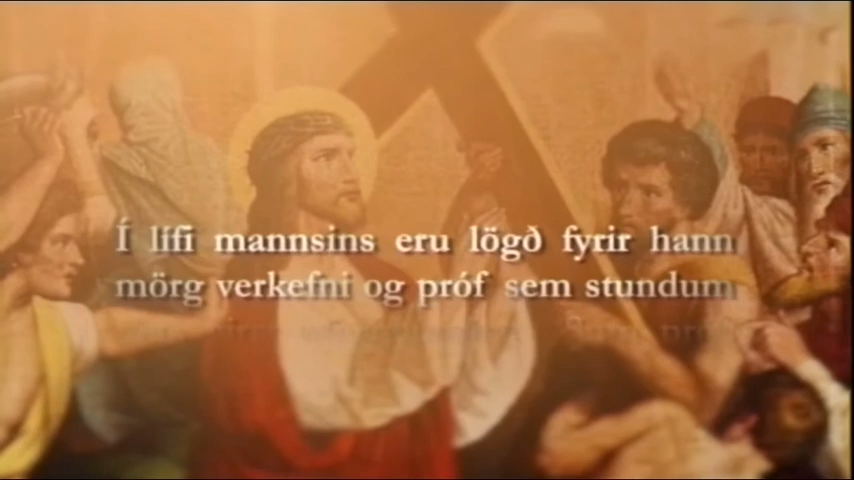 Í lífi mannsins eru lögð fyrir hann
mörg verkefni og próf sem stundum